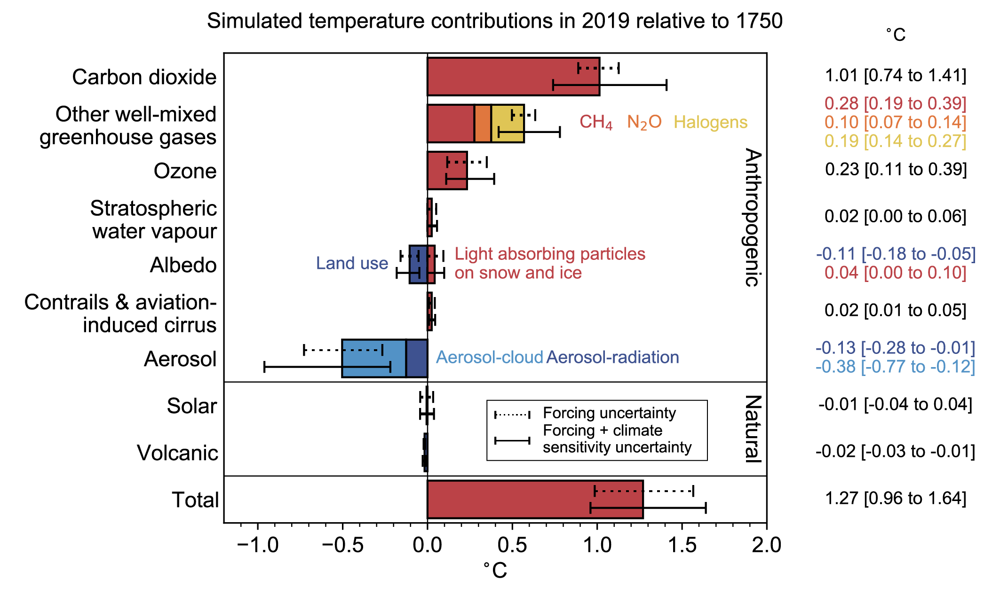 Simulated temperature contributions in 2019 relative to 1750
°C
Carbon dioxide
1.01 [0.74 to 1.41]
Other well-mixed
greenhouse gases
CH₄ N₂O Halogens
0.28 [0.19 to 0.39]
0.10 [0.07 to 0.14]
0.19 [0.14 to 0.27]
Ozone
0.23 [0.11 to 0.39]
Stratospheric
water vapour
0.02 [0.00 to 0.06]
Albedo
Land use
Light absorbing particles
on snow and ice
-0.11 [-0.18 to -0.05]
0.04 [0.00 to 0.10]
Contrails & aviation-
induced cirrus
0.02 [0.01 to 0.05]
Aerosol
Aerosol-cloud Aerosol-radiation
-0.13 [-0.28 to -0.01]
-0.38 [-0.77 to -0.12]
Anthropogenic
Solar
-0.01 [-0.04 to 0.04]
Volcanic
-0.02 [-0.03 to -0.01]
Forcing uncertainty
Forcing + climate
sensitivity uncertainty
Natural
Total
1.27 [0.96 to 1.64]
−1.0 −0.5 0.0 0.5 1.0 1.5 2.0
°C